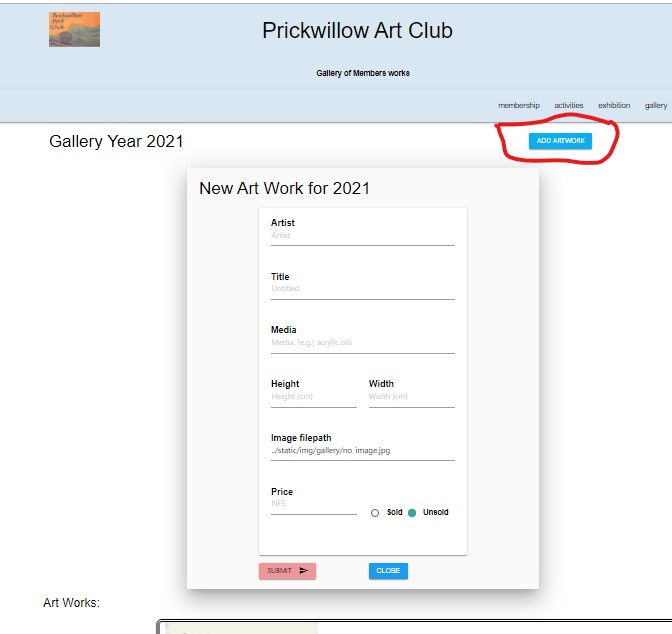 Prickwillow
Art
Club
Prickwillow Art Club
Gallery of Members works
membership activities exhibition gallery
Gallery Year 2021
ADD ARTWORK
New Art Work for 2021
Artist
Artist
Title
Untitled
Media
Media, (e.g.) acrylic,oils
Height Width
Height (cm) Width (cm)
Image filepath
../static/img/gallery/no_image.jpg
Price
NFS
Sold Unsold
SUBMIT CLOSE
Art Works: